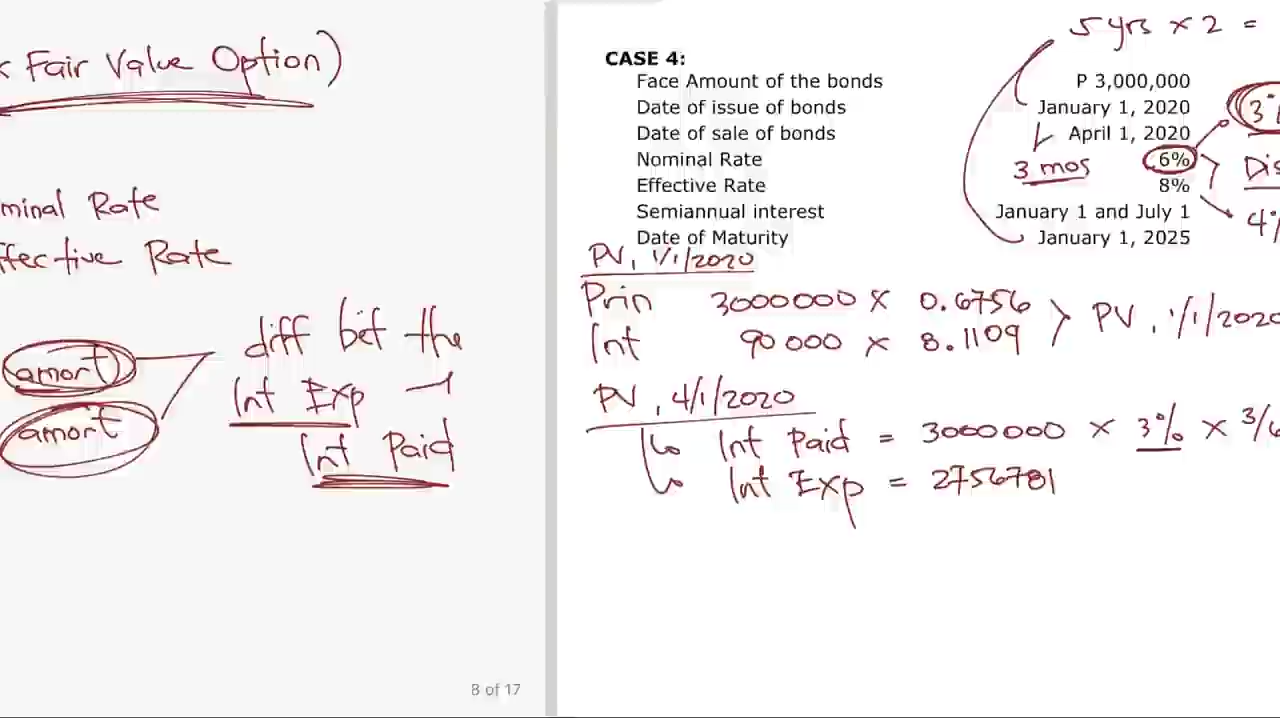 < Fair Value Option)
minal Rate
ffective Rate
amort)
amort
diff bet the
Int Exp
Int Paid
8 of 17
5 yrs x 2 =
CASE 4:
Face Amount of the bonds P 3,000,000
Date of issue of bonds January 1, 2020
Date of sale of bonds April 1, 2020
3 mos
Nominal Rate 6%
Effective Rate 8%
Semiannual interest January 1 and July 1
Date of Maturity January 1, 2025
3%
Dis
4%
PV, 1/1/2020
Prin 3000000 x 0.6756
Int 90000 x 8.1109
> PV, 1/1/2020
PV, 4/1/2020
Int Paid = 3000000 x 3% x 3/6
Int Exp = 2756781